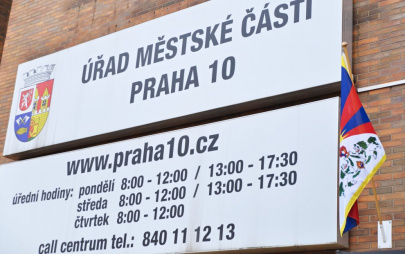 ÚŘAD MĚSTSKÉ ČÁSTI
PRAHA 10
www.praha10.cz
úřední hodiny: pondělí 8:00 - 12:00 / 13:00 - 17:30
středa 8:00 - 12:00 / 13:00 - 17:30
čtvrtek 8:00 - 12:00
call centrum tel.: 840 11 12 13